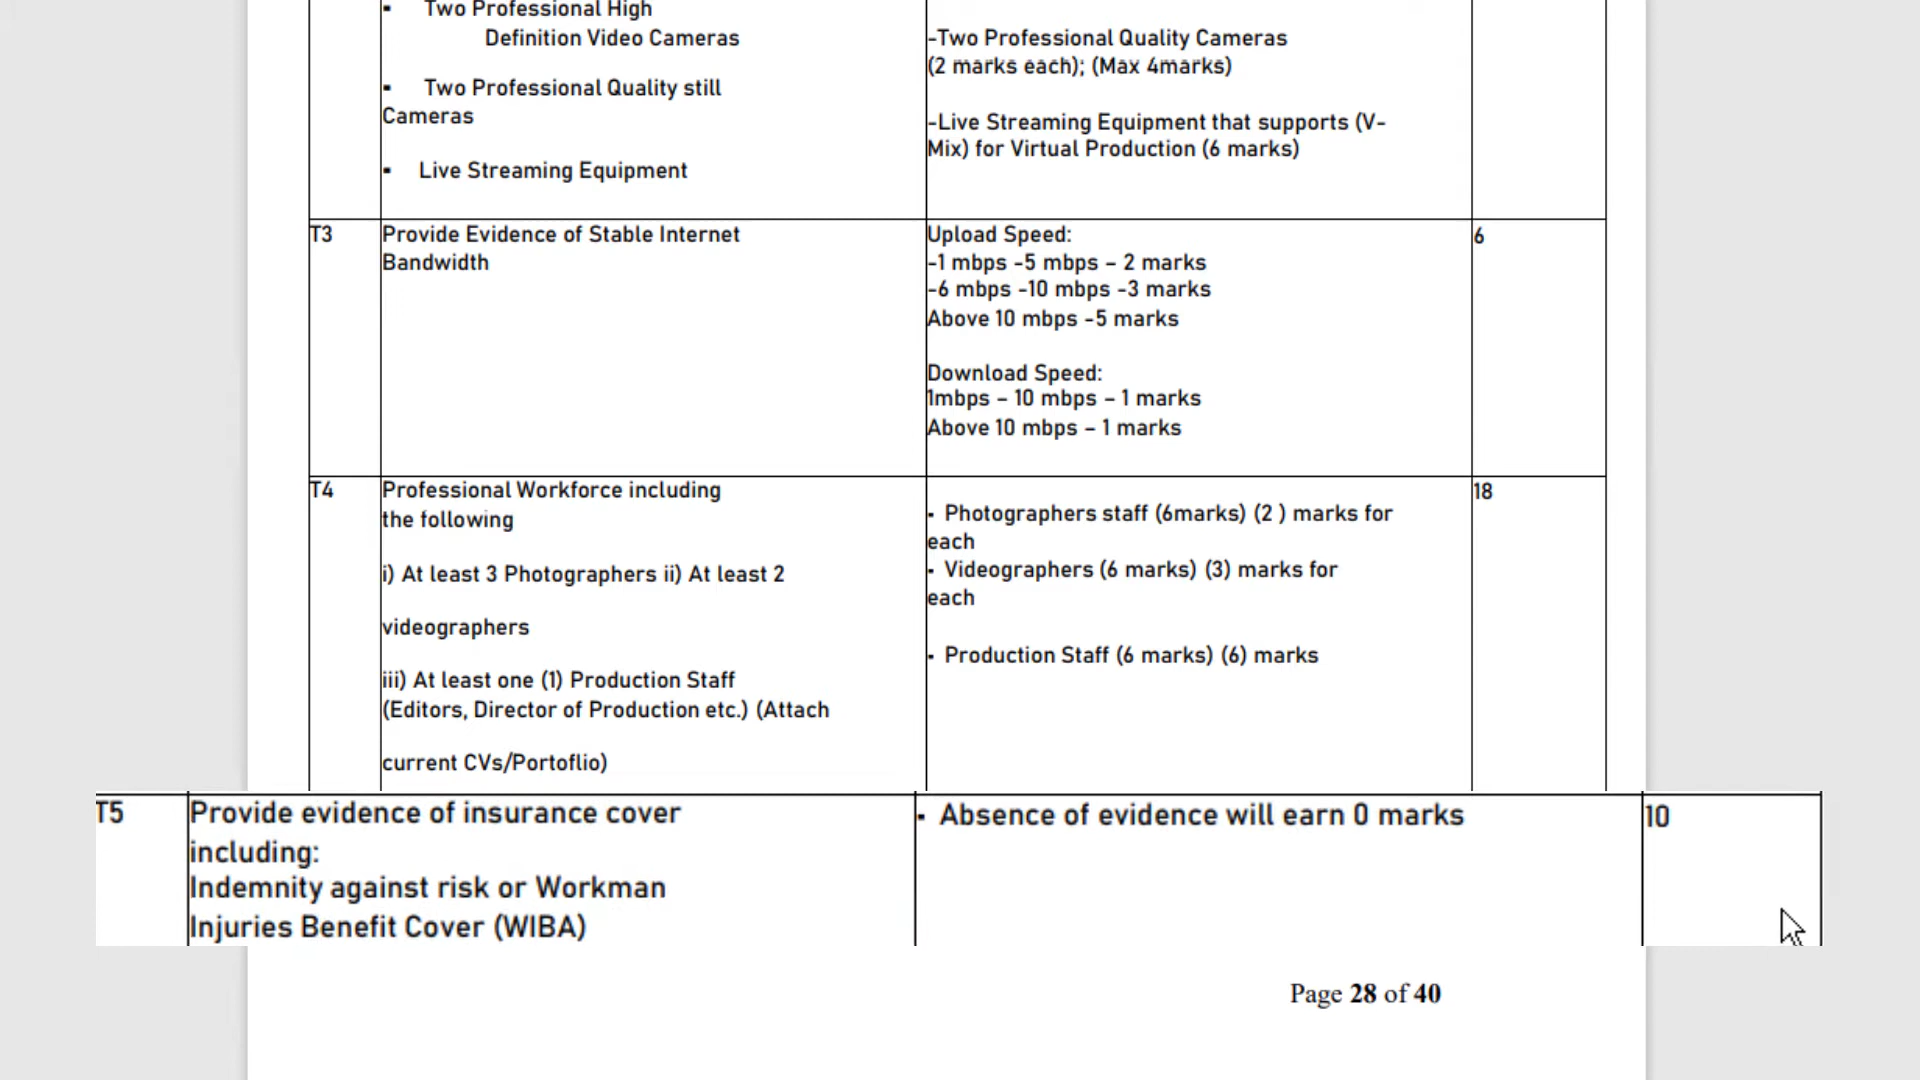 ▪ Two Professional High
Definition Video Cameras
▪ Two Professional Quality still
Cameras
▪ Live Streaming Equipment
-Two Professional Quality Cameras
(2 marks each); (Max 4marks)
-Live Streaming Equipment that supports (V-
Mix) for Virtual Production (6 marks)
T3
Provide Evidence of Stable Internet
Bandwidth
Upload Speed:
-1 mbps -5 mbps – 2 marks
-6 mbps -10 mbps -3 marks
Above 10 mbps -5 marks
Download Speed:
1mbps – 10 mbps – 1 marks
Above 10 mbps – 1 marks
6
T4
Professional Workforce including
the following
i) At least 3 Photographers ii) At least 2
videographers
iii) At least one (1) Production Staff
(Editors, Director of Production etc.) (Attach
current CVs/Portoflio)
▪ Photographers staff (6marks) (2 ) marks for
each
▪ Videographers (6 marks) (3) marks for
each
▪ Production Staff (6 marks) (6) marks
18
T5
Provide evidence of insurance cover
including:
Indemnity against risk or Workman
Injuries Benefit Cover (WIBA)
▪ Absence of evidence will earn 0 marks
10
Page 28 of 40